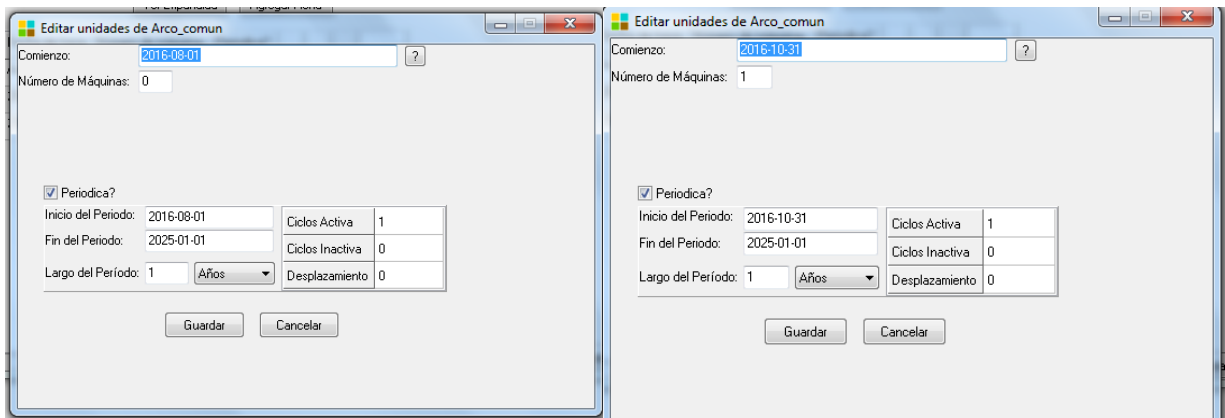 Editar unidades de Arco_comun
Comienzo: 2016-08-01 ?
Número de Máquinas: 0
Periodica?
Inicio del Periodo: 2016-08-01
Fin del Periodo: 2025-01-01
Largo del Período: 1 Años
Ciclos Activa 1
Ciclos Inactiva 0
Desplazamiento 0
Guardar Cancelar
Editar unidades de Arco_comun
Comienzo: 2016-10-31 ?
Número de Máquinas: 1
Periodica?
Inicio del Periodo: 2016-10-31
Fin del Periodo: 2025-01-01
Largo del Período: 1 Años
Ciclos Activa 1
Ciclos Inactiva 0
Desplazamiento 0
Guardar Cancelar